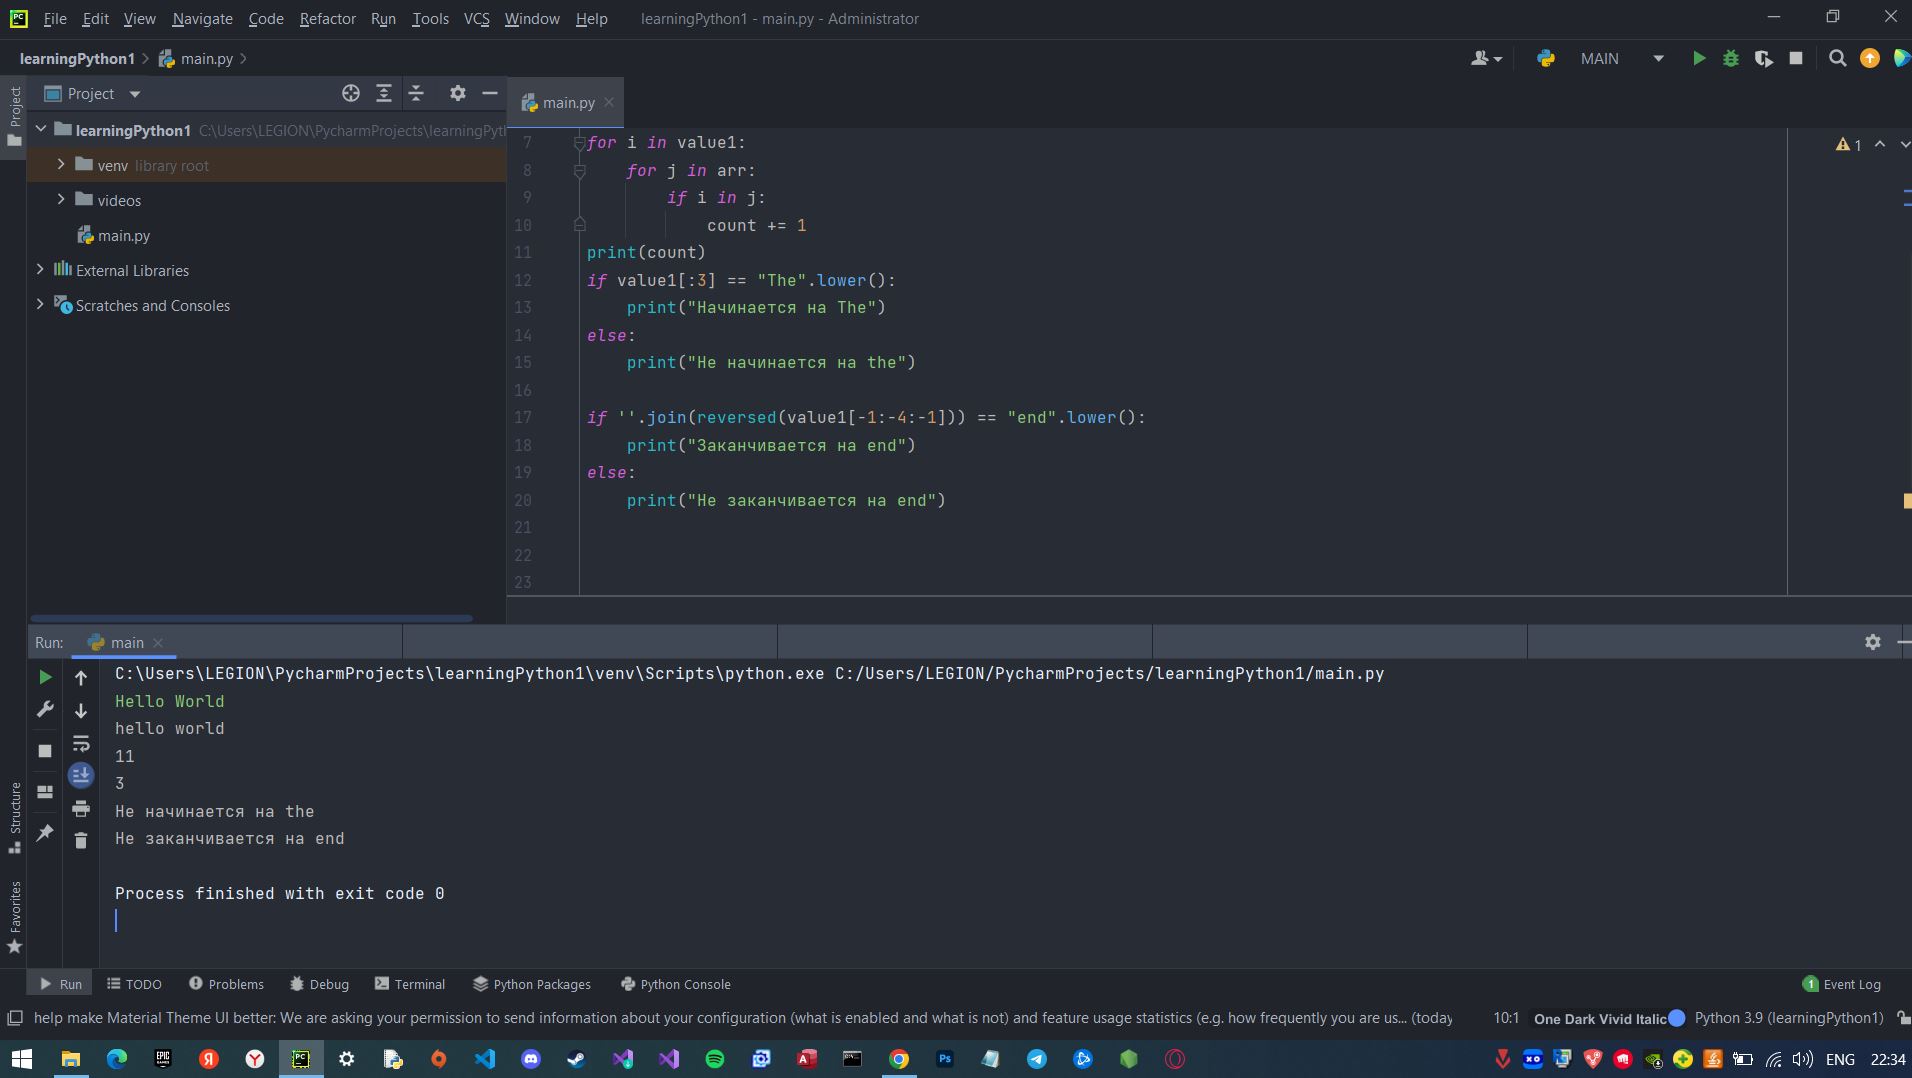 File Edit View Navigate Code Refactor Run Tools VCS Window Help learningPython1 - main.py - Administrator
learningPython1 main.py MAIN
Project main.py
learningPython1 C:\Users\LEGION\PycharmProjects\learningPyth
venv library root
videos
main.py
External Libraries
Scratches and Consoles
Project
1
7 for i in value1:
8 for j in arr:
9 if i in j:
10 count += 1
11 print(count)
12 if value1[:3] == "The".lower():
13 print("Начинается на The")
14 else:
15 print("Не начинается на the")
16
17 if ''.join(reversed(value1[-1:-4:-1])) == "end".lower():
18 print("Заканчивается на end")
19 else:
20 print("Не заканчивается на end")
21
22
23
Run: main
C:\Users\LEGION\PycharmProjects\learningPython1\venv\Scripts\python.exe C:/Users/LEGION/PycharmProjects/learningPython1/main.py
Hello World
hello world
11
3
Не начинается на the
Не заканчивается на end
Process finished with exit code 0
Structure
Favorites
Run TODO Problems Debug Terminal Python Packages Python Console 1 Event Log
help make Material Theme UI better: We are asking your permission to send information about your configuration (what is enabled and what is not) and feature usage statistics (e.g. how frequently you are us... (today 10:1 One Dark Vivid Italic Python 3.9 (learningPython1)
ENG 22:34